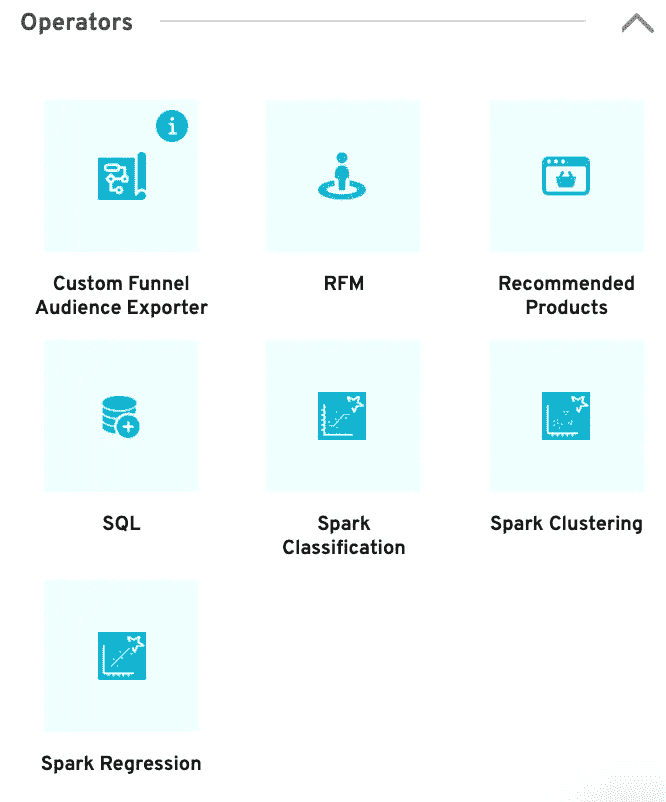 Operators
i
Custom Funnel
Audience Exporter
RFM
Recommended
Products
SQL
Spark
Classification
Spark Clustering
Spark Regression